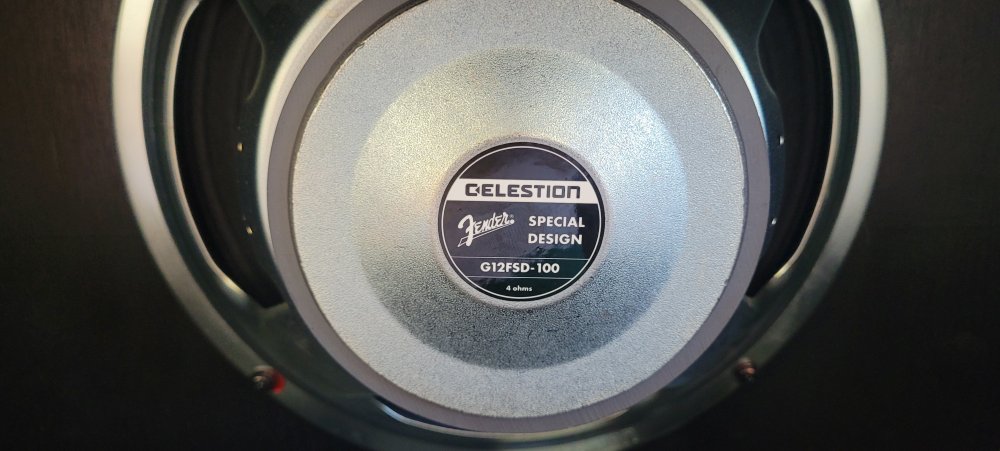 CELESTION
Fender®
SPECIAL
DESIGN
G12FSD-100
4 ohms